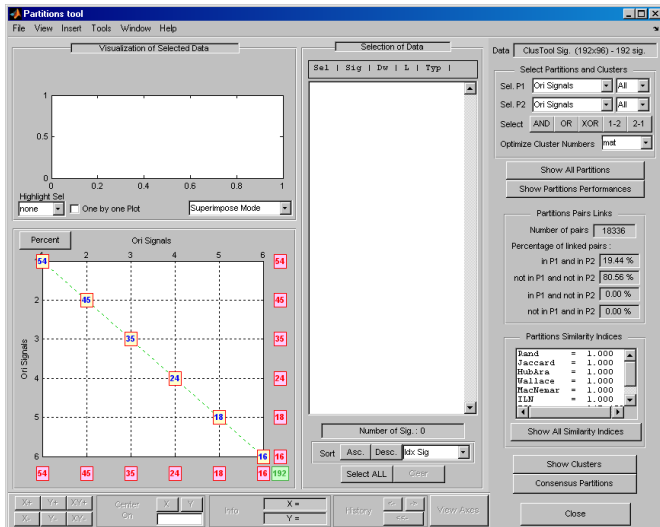 Partitions tool
File View Insert Tools Window Help
Visualization of Selected Data
1
0.5
0
0 0.2 0.4 0.6 0.8 1
Highlight Sel
none One by one Plot Superimpose Mode
Percent Ori Signals
1 2 3 4 5 6
54 54
2 45 45
3 35 35
4 24 24
5 18 18
6 16 16
Ori Signals
54 45 35 24 18 16 192
Selection of Data
Sel | Sig | Dw | L | Typ |
Number of Sig. : 0
Sort Asc. Desc. Idx Sig
Select ALL Clear
Data ClusTool Sig. (192x96) - 192 sig.
Select Partitions and Clusters
Sel. P1 Ori Signals All
Sel. P2 Ori Signals All
Select AND OR XOR 1-2 2-1
Optimize Cluster Numbers mat
Show All Partitions
Show Partitions Performances
Partitions Pairs Links
Number of pairs 18336
Percentage of linked pairs :
in P1 and in P2 19.44 %
not in P1 and not in P2 80.56 %
in P1 and not in P2 0.00 %
not in P1 and in P2 0.00 %
Partitions Similarity Indices
Rand = 1.000
Jaccard = 1.000
HubAra = 1.000
Wallace = 1.000
MacNemar = 1.000
ILN = 1.000
Show All Similarity Indices
Show Clusters
Consensus Partitions
Close
X+ Y+ XY+
X- Y- XY-
Center On X Y
Info X =
Y =
History <- ->
<<-
View Axes